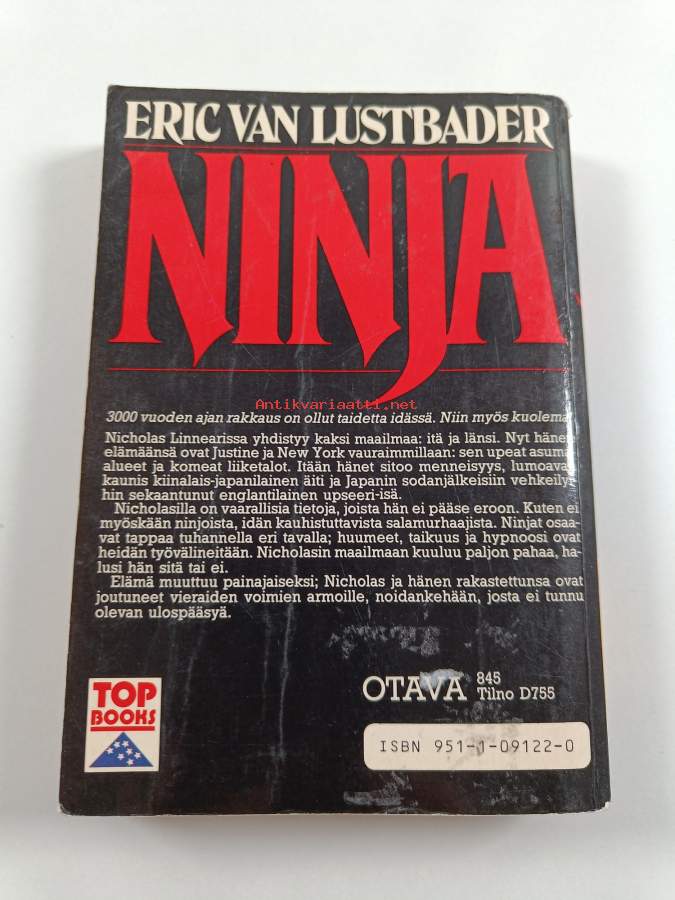 ERIC VAN LUSTBADER
NINJA
Antikvariaatti.net
3000 vuoden ajan rakkaus on ollut taidetta idässä. Niin myös kuolema
Nicholas Linnearissa yhdistyy kaksi maailmaa: itä ja länsi. Nyt hänen
elämäänsä ovat Justine ja New York vauraimmillaan: sen upeat asuma-
alueet ja komeat liiketalot. Itään hänet sitoo menneisyys, lumoavan
kaunis kiinalais-japanilainen äiti ja Japanin sodanjälkeisiin vehkeily-
hin sekaantunut englantilainen upseeri-isä.
Nicholasilla on vaarallisia tietoja, joista hän ei pääse eroon. Kuten ei
myöskään ninjoista, idän kauhistuttavista salamurhaajista. Ninjat osaa-
vat tappaa tuhannella eri tavalla; huumeet, taikuus ja hypnoosi ovat
heidän työvälineitään. Nicholasin maailmaan kuuluu paljon pahaa, ha-
lusi hän sitä tai ei.
Elämä muuttuu painajaiseksi; Nicholas ja hänen rakastettunsa ovat
joutuneet vieraiden voimien armoille, noidankehään, josta ei tunnu
olevan ulospääsyä.
TOP
BOOKS
OTAVA
845
Tilno D755
ISBN 951-1-09122-0